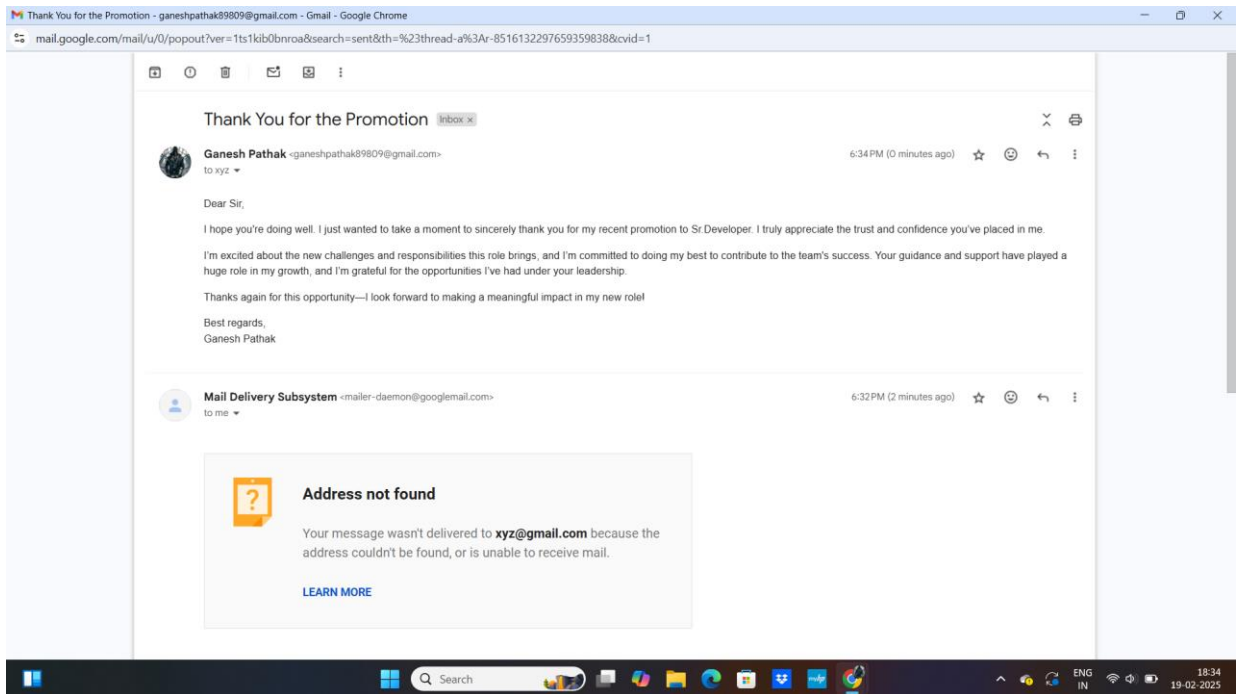 Thank You for the Promotion - ganeshpathak89809@gmail.com - Gmail - Google Chrome
mail.google.com/mail/u/0/popout?ver=1ts1kib0bnroa&search=sent&th=%23thread-a%3Ar-8516132297659359838&cvid=1
Thank You for the Promotion Inbox x
Ganesh Pathak <ganeshpathak89809@gmail.com> 6:34 PM (0 minutes ago)
to xyz
Dear Sir,
I hope you're doing well. I just wanted to take a moment to sincerely thank you for my recent promotion to Sr.Developer. I truly appreciate the trust and confidence you've placed in me.
I'm excited about the new challenges and responsibilities this role brings, and I'm committed to doing my best to contribute to the team's success. Your guidance and support have played a
huge role in my growth, and I'm grateful for the opportunities I've had under your leadership.
Thanks again for this opportunity—I look forward to making a meaningful impact in my new role!
Best regards,
Ganesh Pathak
Mail Delivery Subsystem <mailer-daemon@googlemail.com> 6:32 PM (2 minutes ago)
to me
Address not found
Your message wasn't delivered to xyz@gmail.com because the
address couldn't be found, or is unable to receive mail.
LEARN MORE
Search
ENG
IN
18:34
19-02-2025